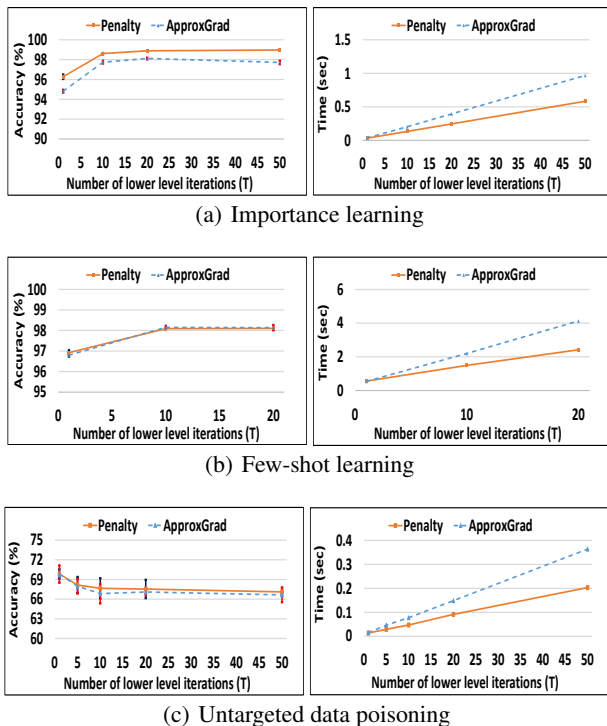 Penalty ApproxGrad
Accuracy (%)
100
98
96
94
92
90
0 5 10 15 20 25 30 35 40 45 50
Number of lower level iterions (T)
Penalty ApproxGrad
Time (sec)
1.5
1
0.5
0
0 5 10 15 20 25 30 35 40 45 50
Number of lower level iterations (T)
(a) Importance learning
Penalty ApproxGrad
Accuracy (%)
100
99
98
97
96
95
0 5 10 15 20
Number of lower level iterations (T)
Penalty ApproxGrad
Time (sec)
6
4
2
0
0 10 20
Number of lower level iterations (T)
(b) Few-shot learning
Penalty ApproxGrad
Accuracy (%)
75
72
69
66
63
60
0 5 10 15 20 25 30 35 40 45 50
Number of lower level iterations (T)
Penalty ApproxGrad
Time (sec)
0.4
0.3
0.2
0.1
0
0 5 10 15 20 25 30 35 40 45 50
Number of lower level iterations (T)
(c) Untargeted data poisoning